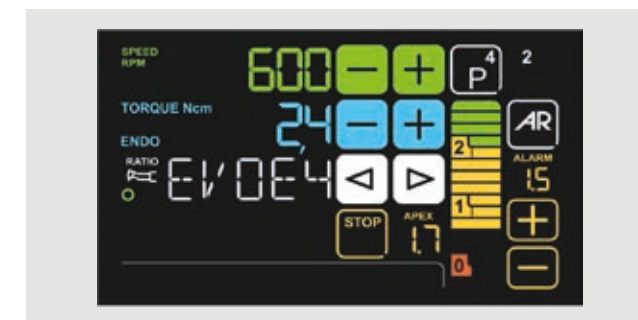 SPEED
RPM
600 − +
P 4
2
TORQUE Ncm
2,4 − +
AR
ENDO
2
ALARM
RATIO
EVOE4
1.5
1
STOP
APEX
1.7
+
0.
−